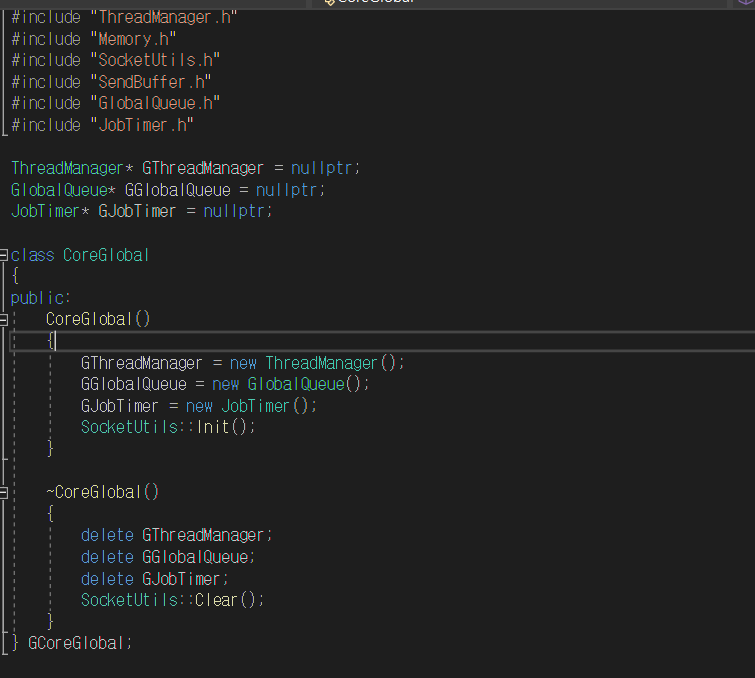 CoreGlobal
#include "ThreadManager.h"
#include "Memory.h"
#include "SocketUtils.h"
#include "SendBuffer.h"
#include "GlobalQueue.h"
#include "JobTimer.h"
ThreadManager* GThreadManager = nullptr;
GlobalQueue* GGlobalQueue = nullptr;
JobTimer* GJobTimer = nullptr;
class CoreGlobal
{
public:
CoreGlobal()
{
GThreadManager = new ThreadManager();
GGlobalQueue = new GlobalQueue();
GJobTimer = new JobTimer();
SocketUtils::Init();
}
~CoreGlobal()
{
delete GThreadManager;
delete GGlobalQueue;
delete GJobTimer;
SocketUtils::Clear();
}
} GCoreGlobal;